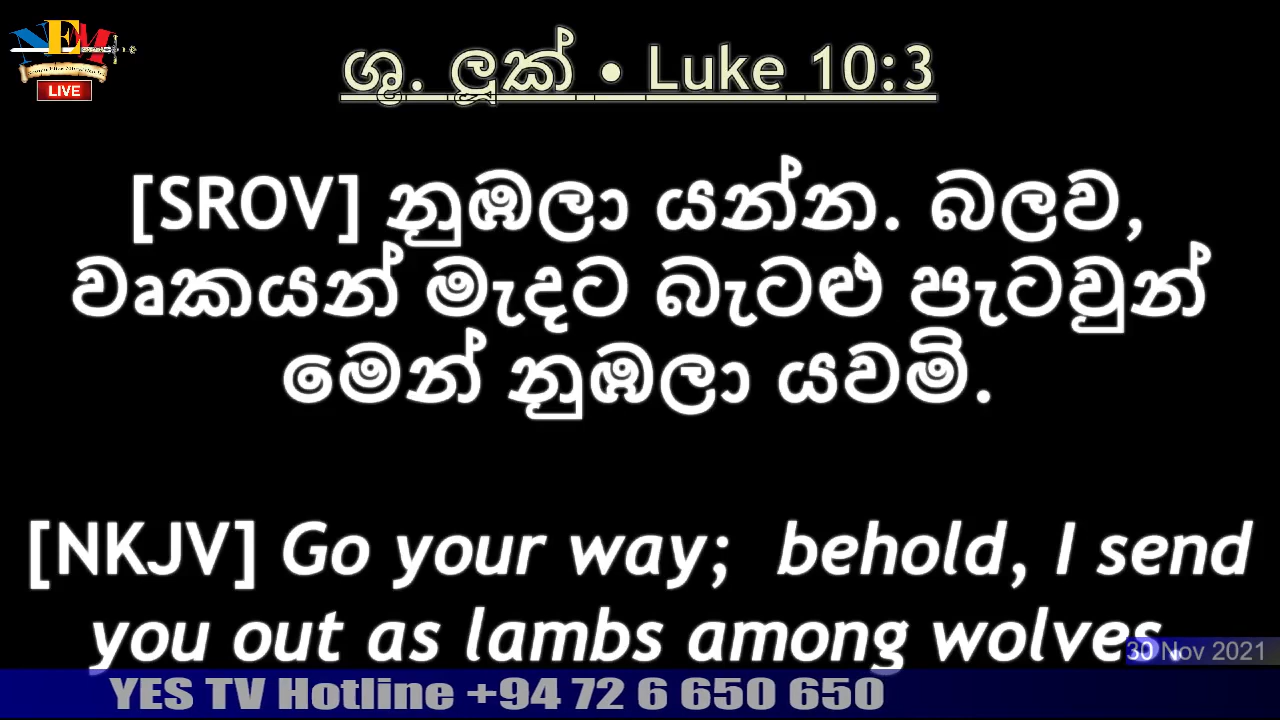 NEM
LIVE
ශු. ලූක් • Luke 10:3
[SROV] නුඹලා යන්න. බලව,
වෘකයන් මැදට බැටළු පැටවුන්
මෙන් නුඹලා යවමි.
[NKJV] Go your way;  behold, I send
you out as lambs among wolves.
30 Nov 2021
YES TV Hotline +94 72 6 650 650